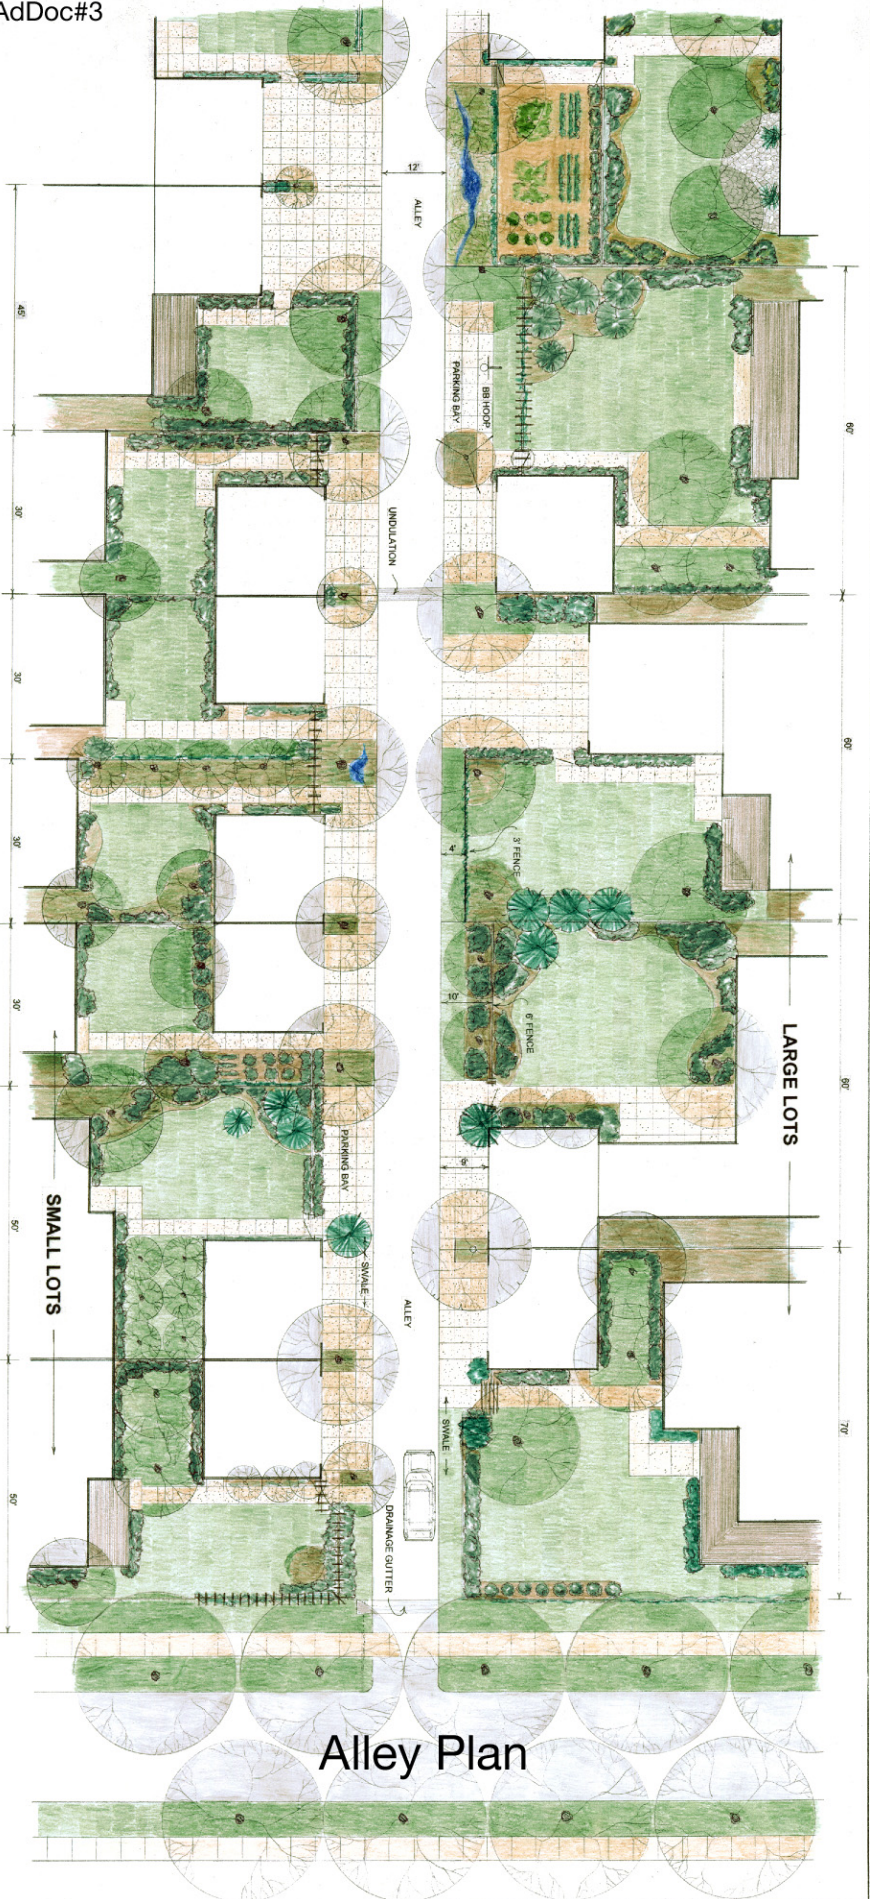 AdDoc#3
12'
ALLEY
45'
PARKING BAY
BB HOOP
60'
30'
UNDULATION
30'
60'
30'
4'
3' FENCE
30'
10'
6' FENCE
LARGE LOTS
60'
PARKING BAY
9'
SMALL LOTS
50'
SWALE
ALLEY
SWALE
70'
50'
DRAINAGE GUTTER
Alley Plan